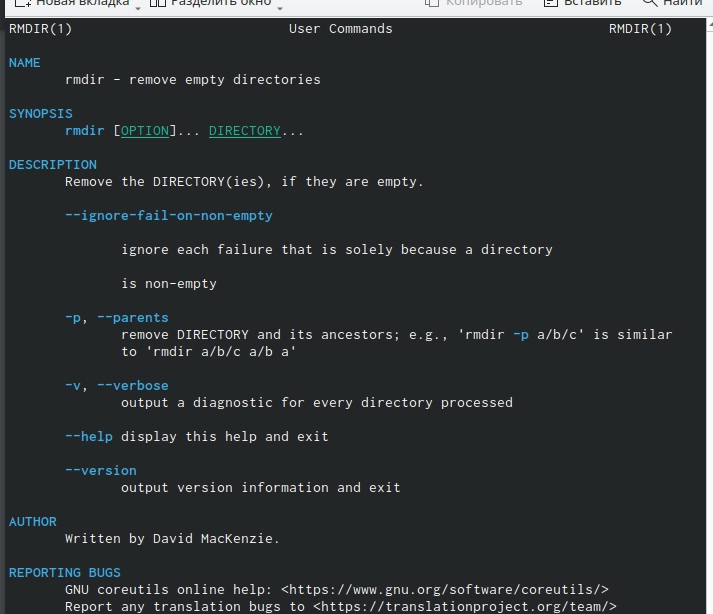 Новая вкладка Разделить окно Копировать Вставить Найти
RMDIR(1) User Commands RMDIR(1)
NAME
rmdir - remove empty directories
SYNOPSIS
rmdir [OPTION]... DIRECTORY...
DESCRIPTION
Remove the DIRECTORY(ies), if they are empty.
--ignore-fail-on-non-empty
ignore each failure that is solely because a directory
is non-empty
-p, --parents
remove DIRECTORY and its ancestors; e.g., 'rmdir -p a/b/c' is similar
to 'rmdir a/b/c a/b a'
-v, --verbose
output a diagnostic for every directory processed
--help display this help and exit
--version
output version information and exit
AUTHOR
Written by David MacKenzie.
REPORTING BUGS
GNU coreutils online help: <https://www.gnu.org/software/coreutils/>
Report any translation bugs to <https://translationproject.org/team/>